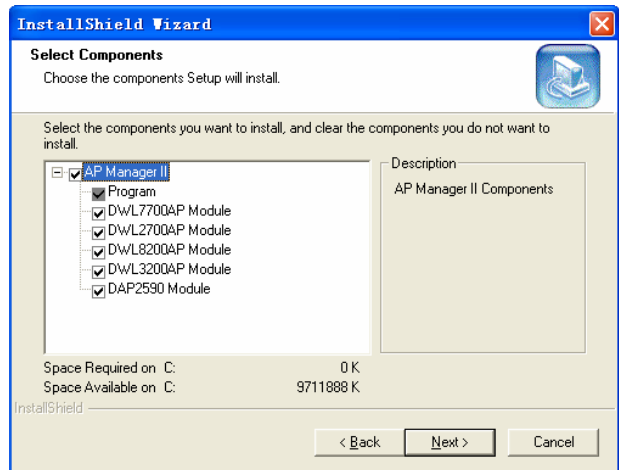 InstallShield Wizard
Select Components
Choose the components Setup will install.
Select the components you want to install, and clear the components you do not want to
install.
AP Manager II
Program
DWL7700AP Module
DWL2700AP Module
DWL8200AP Module
DWL3200AP Module
DAP2590 Module
Description
AP Manager II Components
Space Required on C: 0 K
Space Available on C: 9711888 K
InstallShield
< Back Next > Cancel